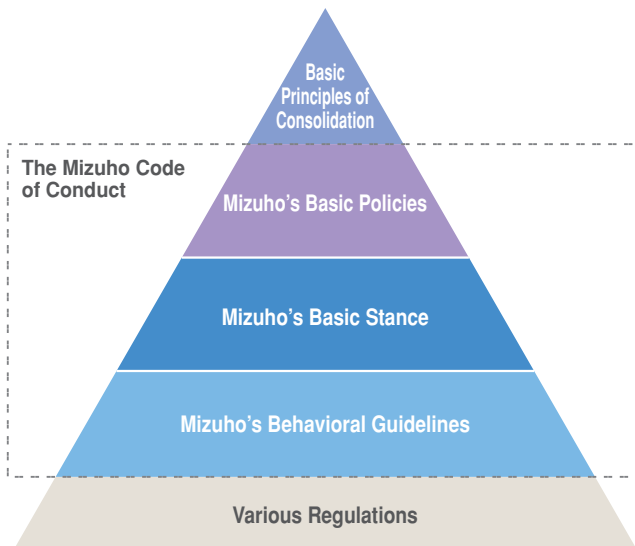 Basic
Principles of
Consolidation
The Mizuho Code
of Conduct
Mizuho’s Basic Policies
Mizuho’s Basic Stance
Mizuho’s Behavioral Guidelines
Various Regulations